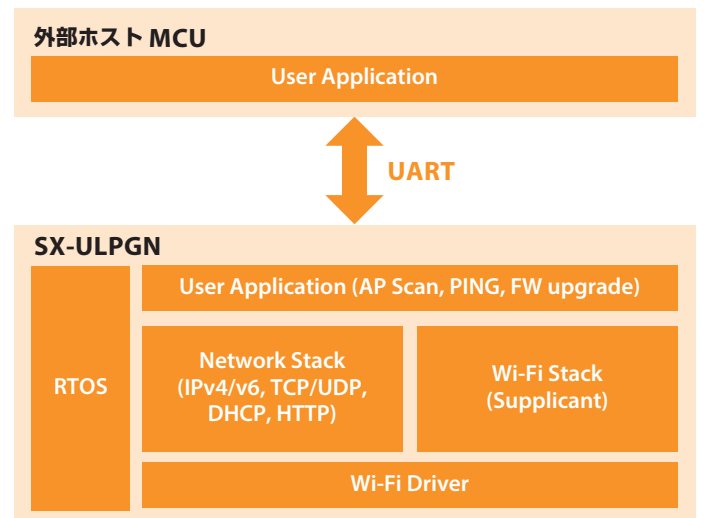 外部ホスト MCU
User Application
UART
SX-ULPGN
User Application (AP Scan, PING, FW upgrade)
RTOS
Network Stack
(IPv4/v6, TCP/UDP,
DHCP, HTTP)
Wi-Fi Stack
(Supplicant)
Wi-Fi Driver